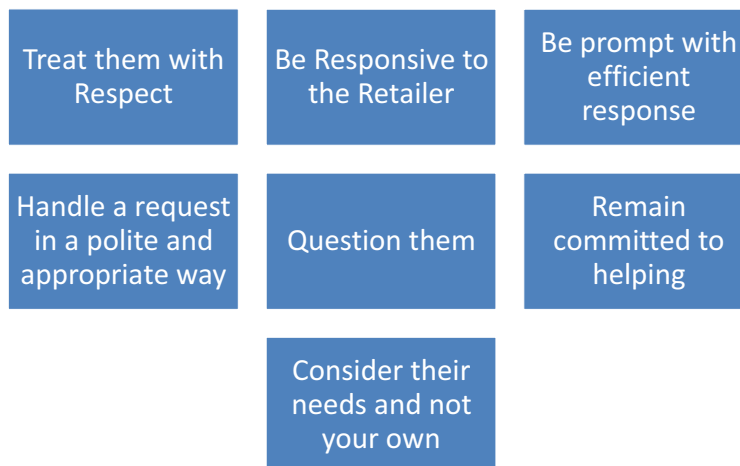 Treat them with
Respect
Be Responsive to
the Retailer
Be prompt with
efficient
response
Handle a request
in a polite and
appropriate way
Question them
Remain
committed to
helping
Consider their
needs and not
your own